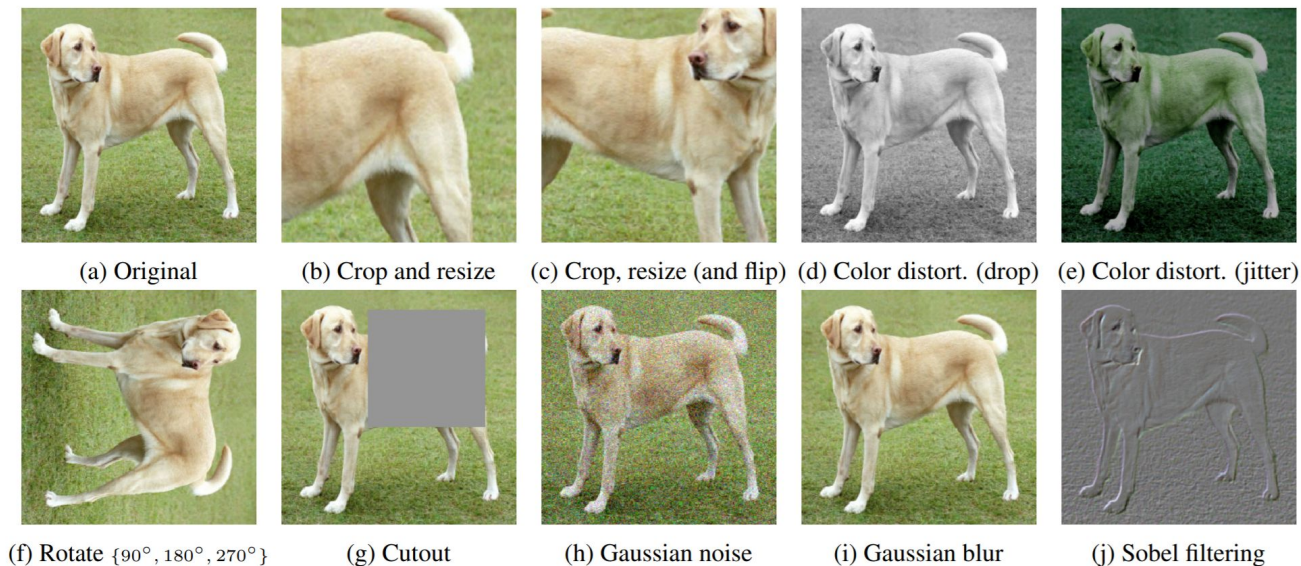 (a) Original
(b) Crop and resize
(c) Crop, resize (and flip)
(d) Color distort. (drop)
(e) Color distort. (jitter)
(f) Rotate {90°, 180°, 270°}
(g) Cutout
(h) Gaussian noise
(i) Gaussian blur
(j) Sobel filtering